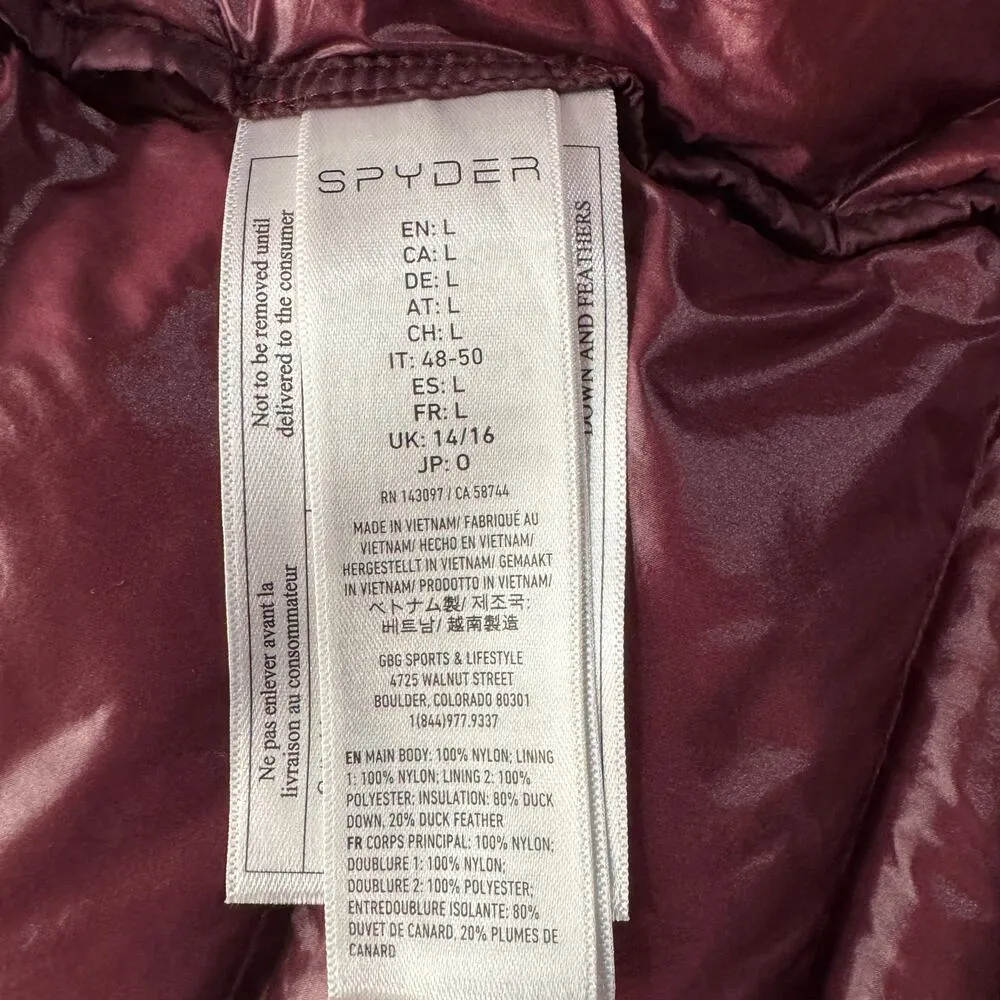 SPYDER
EN: L
CA: L
DE: L
AT: L
CH: L
IT: 48-50
ES: L
FR: L
UK: 14/16
JP: O
RN 143097 / CA 58744
MADE IN VIETNAM/ FABRIQUÉ AU
VIETNAM/ HECHO EN VIETNAM/
HERGESTELLT IN VIETNAM/ GEMAAKT
IN VIETNAM/ PRODOTTO IN VIETNAM/
ベトナム製/ 제조국:
베트남/ 越南製造
GBG SPORTS & LIFESTYLE
4725 WALNUT STREET
BOULDER, COLORADO 80301
1(844)977.9337
EN MAIN BODY: 100% NYLON; LINING
1: 100% NYLON; LINING 2: 100%
POLYESTER; INSULATION: 80% DUCK
DOWN, 20% DUCK FEATHER
FR CORPS PRINCIPAL: 100% NYLON;
DOUBLURE 1: 100% NYLON;
DOUBLURE 2: 100% POLYESTER;
ENTREDOUBLURE ISOLANTE: 80%
DUVET DE CANARD, 20% PLUMES DE
CANARD
Not to be removed until
delivered to the consumer
Ne pas enlever avant la
livraison au consommateur
DOWN AND FEATHERS